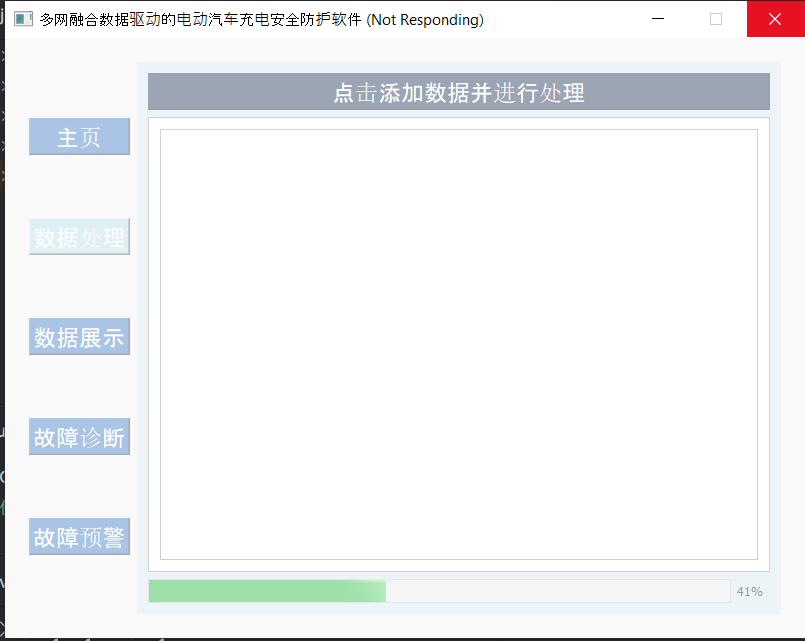 多网融合数据驱动的电动汽车充电安全防护软件 (Not Responding)
点击添加数据并进行处理
主页
数据处理
数据展示
故障诊断
故障预警
41%